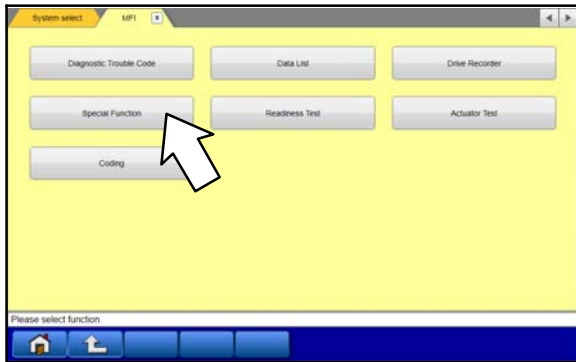 System select
MFI
Diagnostic Trouble Code
Data List
Drive Recorder
Special Function
Readiness Test
Actuator Test
Coding
Please select function